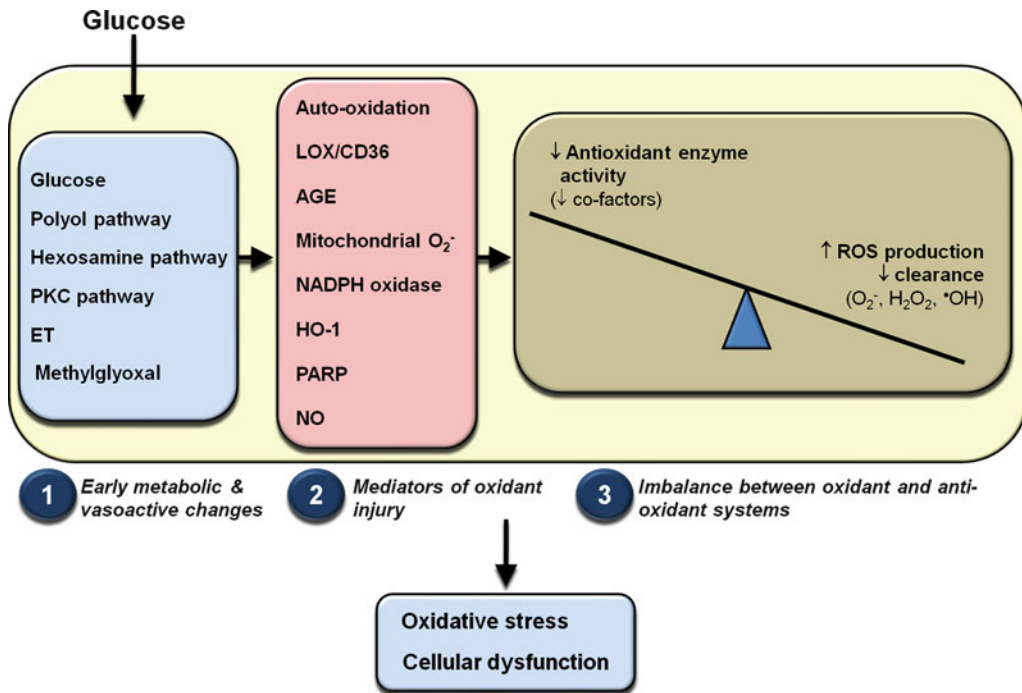 Glucose
Glucose
Polyol pathway
Hexosamine pathway
PKC pathway
ET
Methylglyoxal
Auto-oxidation
LOX/CD36
AGE
Mitochondrial O₂⁻
NADPH oxidase
HO-1
PARP
NO
↓ Antioxidant enzyme
activity
(↓ co-factors)
↑ ROS production
↓ clearance
(O₂⁻, H₂O₂, •OH)
1 Early metabolic &
vasoactive changes
2 Mediators of oxidant
injury
3 Imbalance between oxidant and anti-
oxidant systems
Oxidative stress
Cellular dysfunction